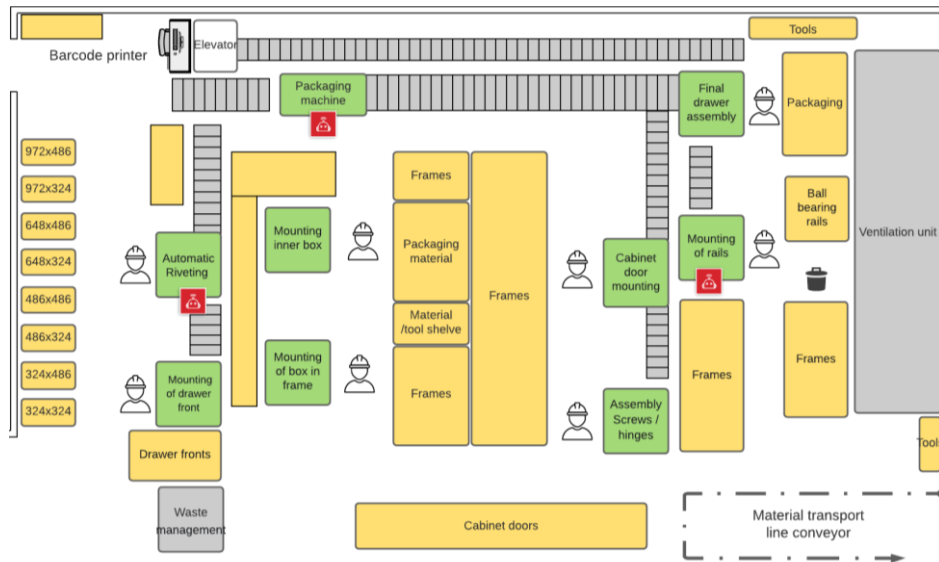 Tools
Elevator
Barcode printer
Packaging
machine
Final
drawer
assembly
Packaging
972x486
972x324
648x486
648x324
486x486
486x324
324x486
324x324
Frames
Packaging
material
Material
/tool shelve
Frames
Frames
Mounting
inner box
Automatic
Riveting
Mounting
of box in
frame
Mounting
of drawer
front
Drawer fronts
Waste
management
Cabinet
door
mounting
Mounting
of rails
Ball
bearing
rails
Ventilation unit
Assembly
Screws /
hinges
Frames
Frames
Tools
Cabinet doors
Material transport
line conveyor